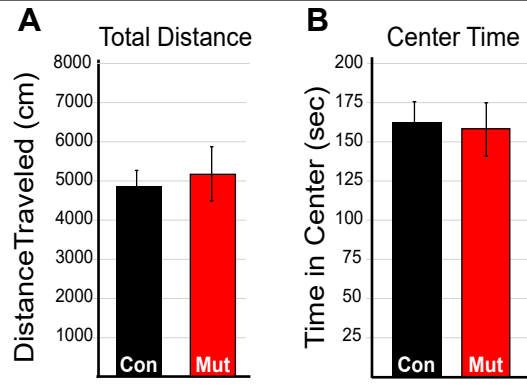 A
Total Distance
DistanceTraveled (cm)
8000
7000
6000
5000
4000
3000
2000
1000
Con
Mut
B
Center Time
Time in Center (sec)
200
175
150
125
100
75
50
25
Con
Mut